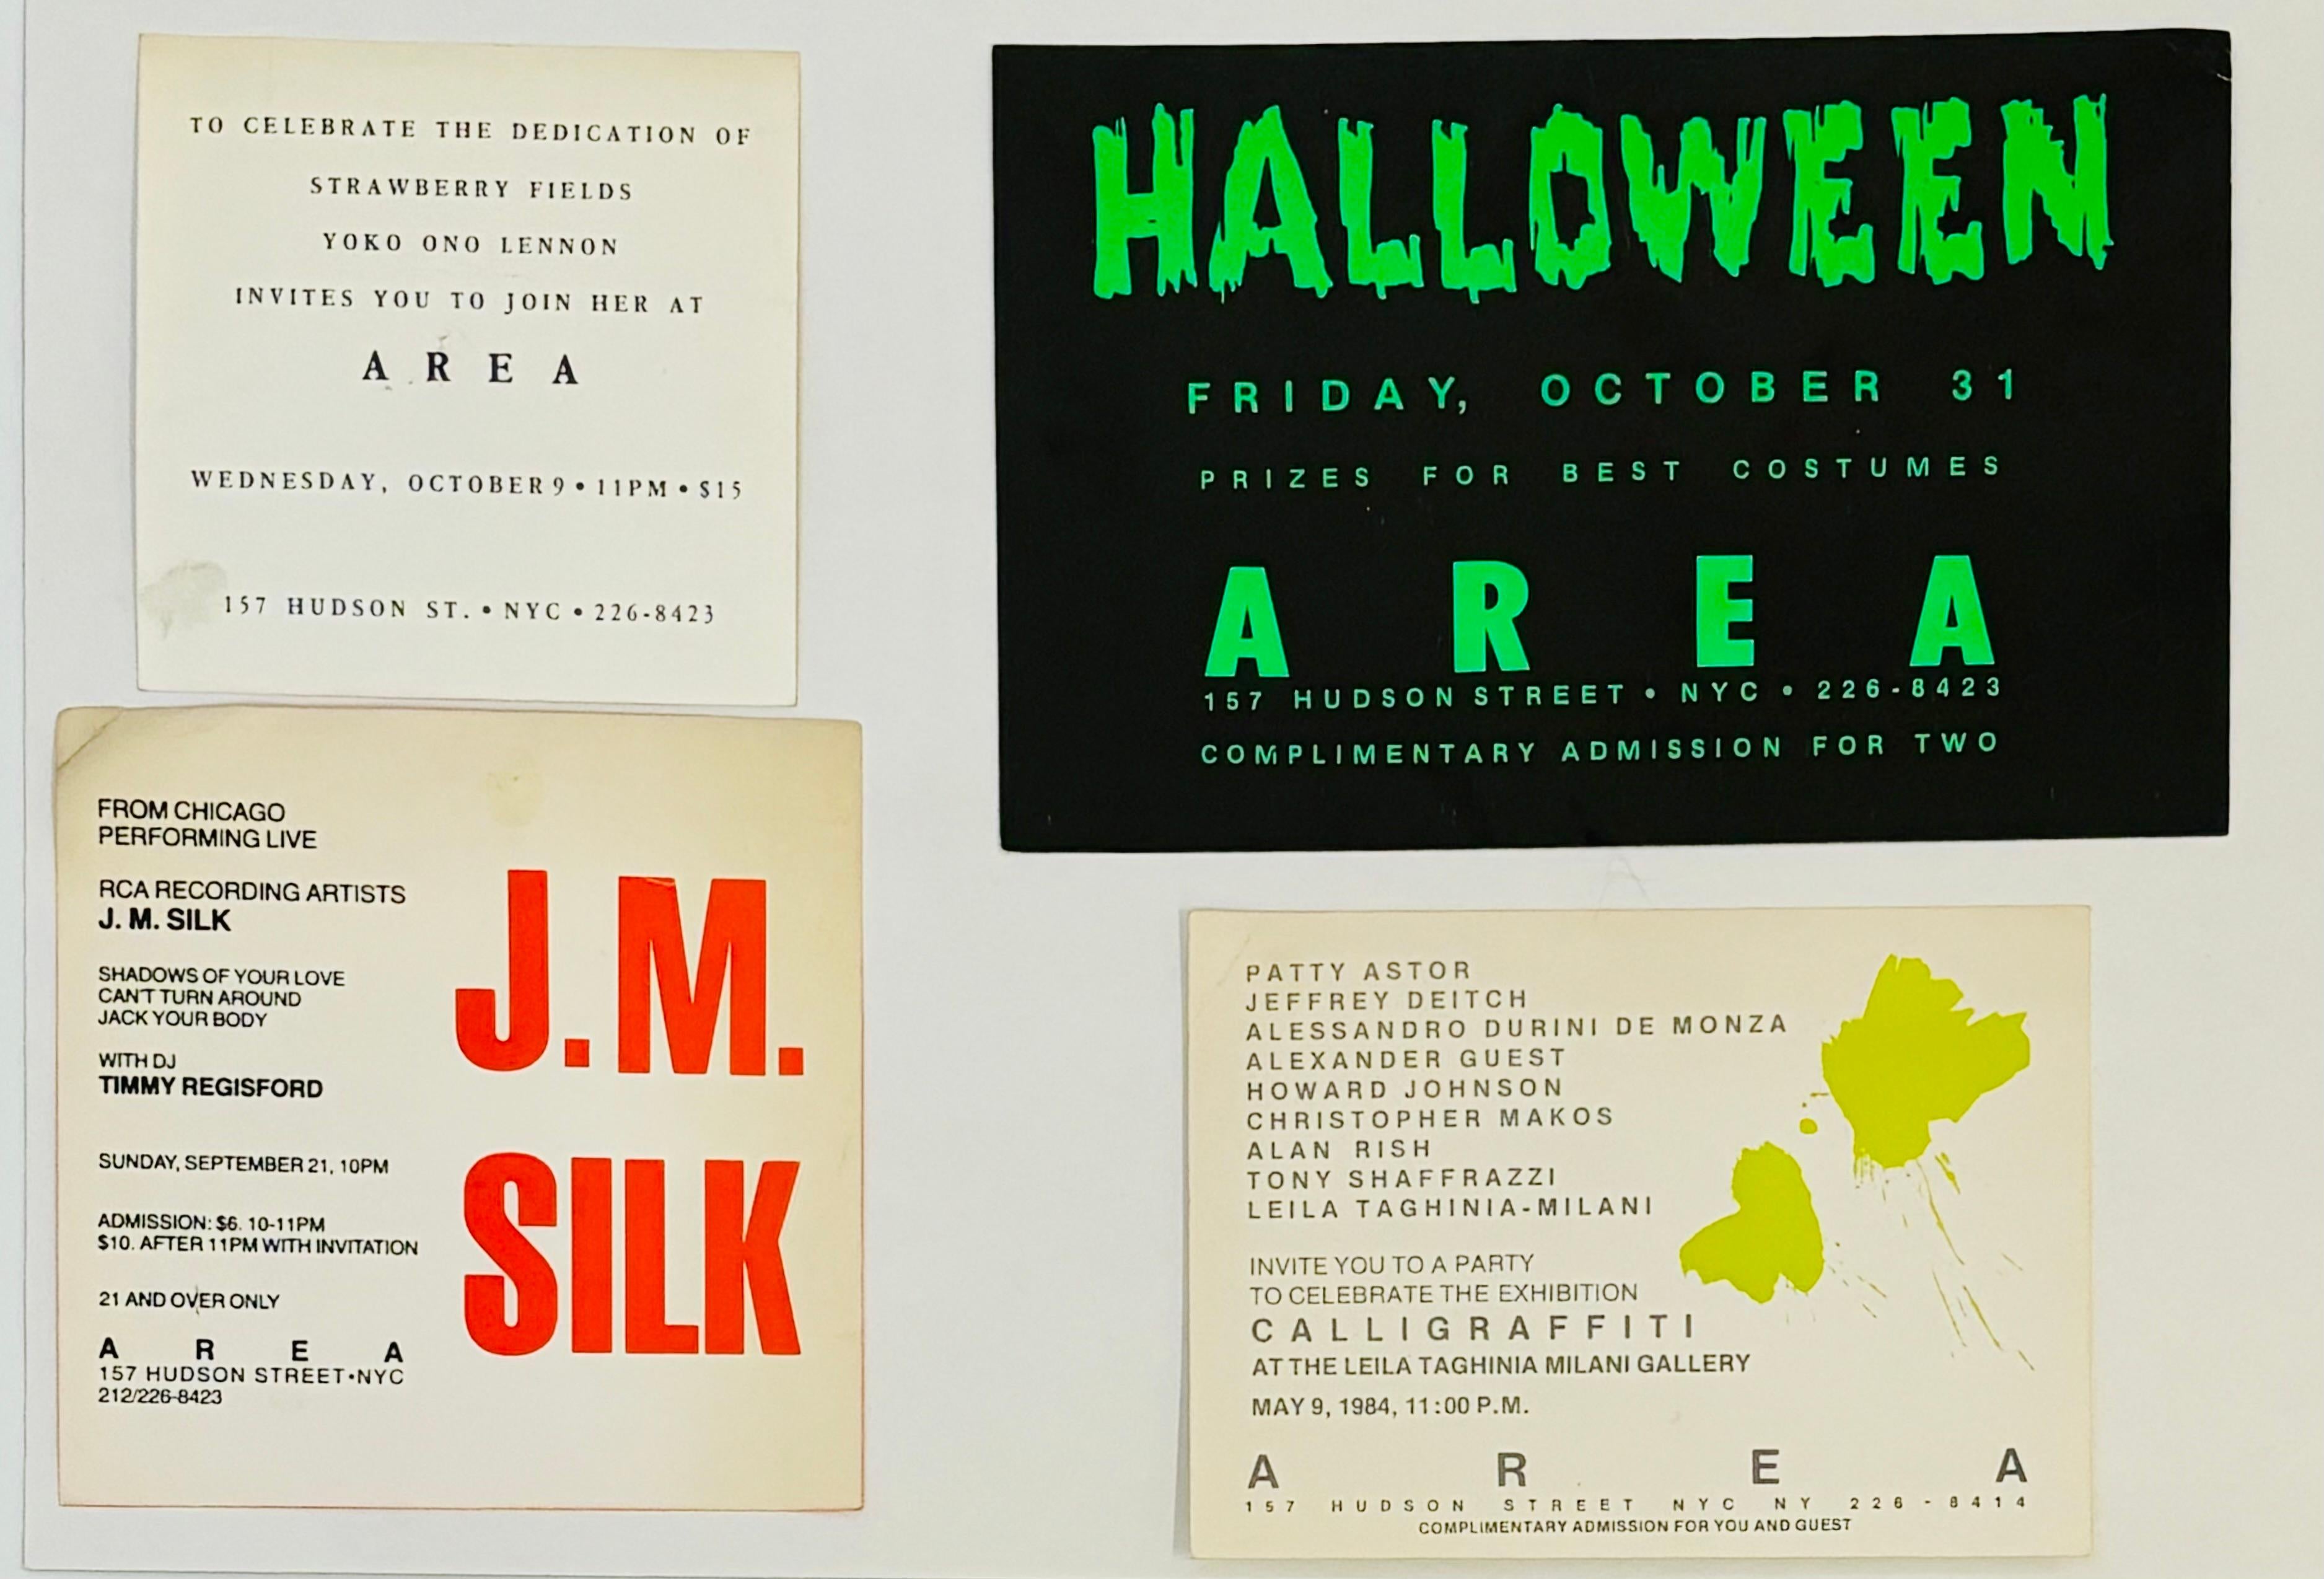 TO CELEBRATE THE DEDICATION OF
STRAWBERRY FIELDS
YOKO ONO LENNON
INVITES YOU TO JOIN HER AT
A R E A
WEDNESDAY, OCTOBER 9 • 11PM • $15
157 HUDSON ST. • NYC • 226-8423
HALLOWEEN
FRIDAY, OCTOBER 31
PRIZES FOR BEST COSTUMES
A R E A
157 HUDSON STREET • NYC • 226-8423
COMPLIMENTARY ADMISSION FOR TWO
FROM CHICAGO
PERFORMING LIVE
RCA RECORDING ARTISTS
J. M. SILK
SHADOWS OF YOUR LOVE
CAN'T TURN AROUND
JACK YOUR BODY
WITH DJ
TIMMY REGISFORD
SUNDAY, SEPTEMBER 21, 10PM
ADMISSION: $6. 10-11PM
$10. AFTER 11PM WITH INVITATION
21 AND OVER ONLY
A R E A
157 HUDSON STREET•NYC
212/226-8423
J.M.
SILK
PATTY ASTOR
JEFFREY DEITCH
ALESSANDRO DURINI DE MONZA
ALEXANDER GUEST
HOWARD JOHNSON
CHRISTOPHER MAKOS
ALAN RISH
TONY SHAFFRAZZI
LEILA TAGHINIA-MILANI
INVITE YOU TO A PARTY
TO CELEBRATE THE EXHIBITION
CALLIGRAFFITI
AT THE LEILA TAGHINIA MILANI GALLERY
MAY 9, 1984, 11:00 P.M.
A R E A
157 HUDSON STREET NYC NY 226-8414
COMPLIMENTARY ADMISSION FOR YOU AND GUEST